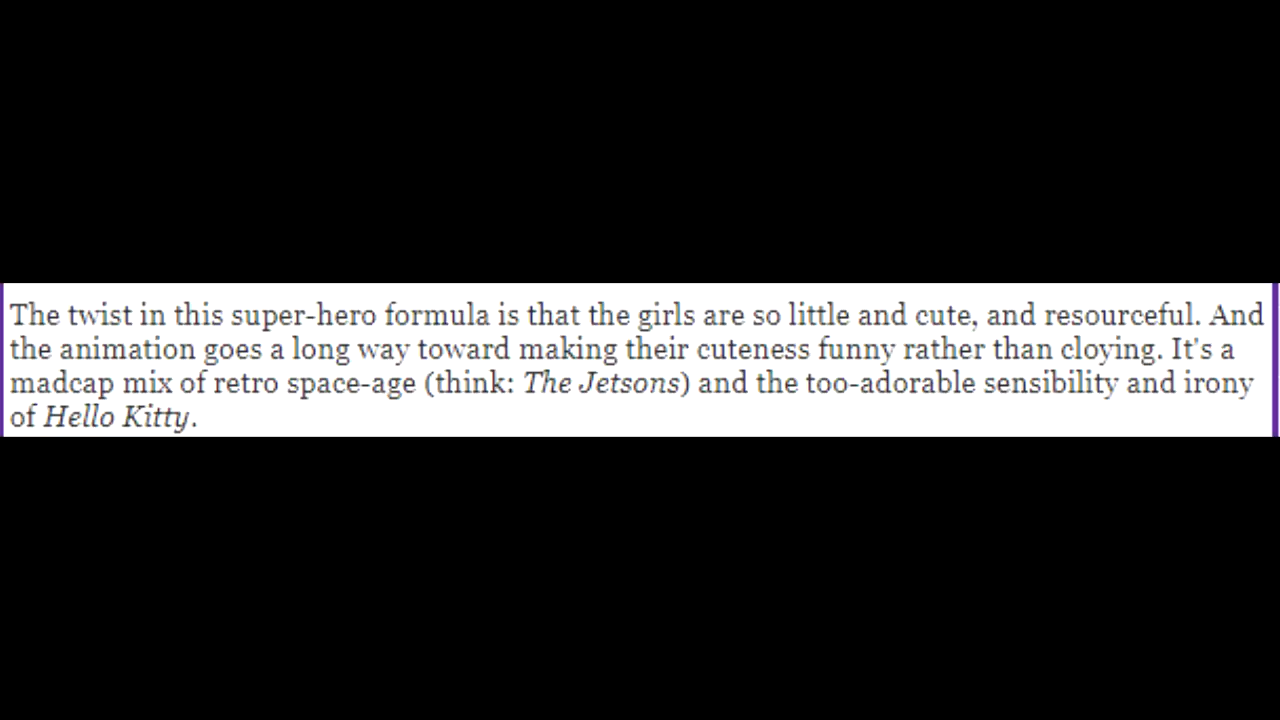 The twist in this super-hero formula is that the girls are so little and cute, and resourceful. And
the animation goes a long way toward making their cuteness funny rather than cloying. It's a
madcap mix of retro space-age (think: The Jetsons) and the too-adorable sensibility and irony
of Hello Kitty.